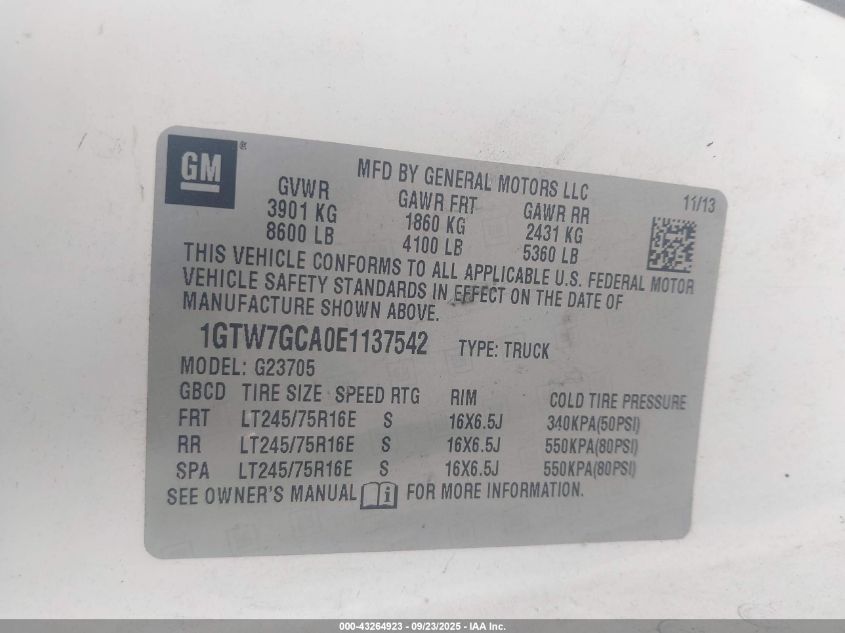 GM ®
MFD BY GENERAL MOTORS LLC
11/13
GVWR GAWR FRT GAWR RR
3901 KG 1860 KG 2431 KG
8600 LB 4100 LB 5360 LB
THIS VEHICLE CONFORMS TO ALL APPLICABLE U.S. FEDERAL MOTOR
VEHICLE SAFETY STANDARDS IN EFFECT ON THE DATE OF
MANUFACTURE SHOWN ABOVE.
1GTW7GCA0E1137542 TYPE: TRUCK
MODEL: G23705
GBCD TIRE SIZE SPEED RTG RIM COLD TIRE PRESSURE
FRT LT245/75R16E S 16X6.5J 340KPA(50PSI)
RR LT245/75R16E S 16X6.5J 550KPA(80PSI)
SPA LT245/75R16E S 16X6.5J 550KPA(80PSI)
SEE OWNER'S MANUAL i FOR MORE INFORMATION.
000-43264923 - 09/23/2025 - IAA Inc.